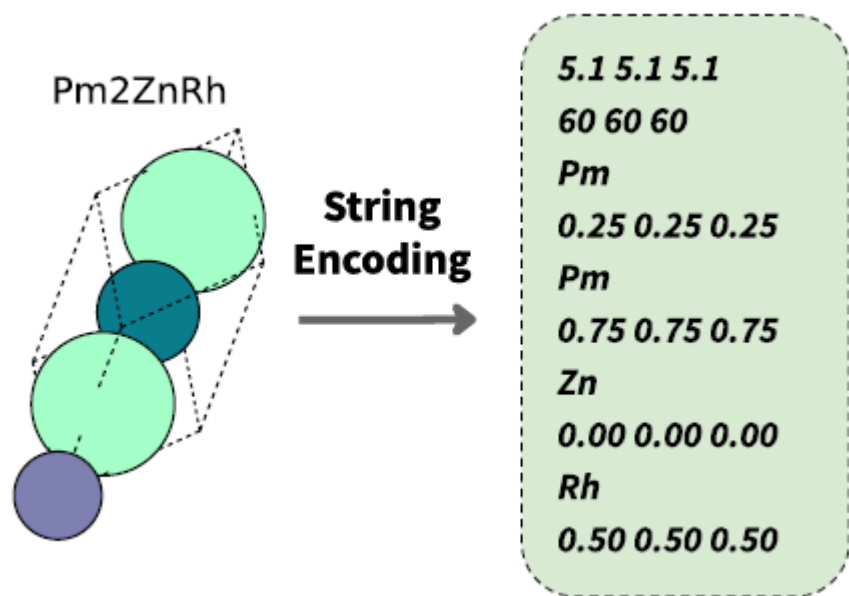 Pm2ZnRh
String
Encoding
5.1 5.1 5.1
60 60 60
Pm
0.25 0.25 0.25
Pm
0.75 0.75 0.75
Zn
0.00 0.00 0.00
Rh
0.50 0.50 0.50